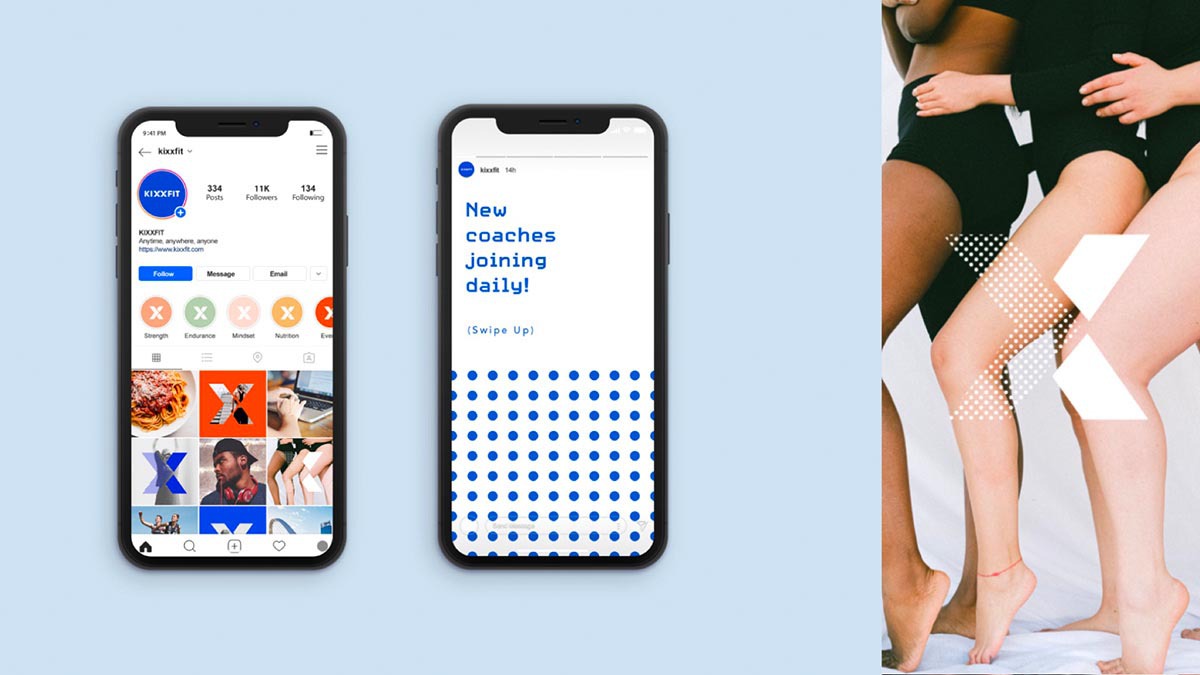 9:41 PM
kixxfit
KIXXFIT
334
11K
134
Posts
Followers
Following
KIXXFIT
Anytime, anywhere, anyone
https://www.kixxfit.com
Follow
Message
Email
Strength
Endurance
Mindset
Nutrition
Eve
kixxfit 14h
New
coaches
joining
daily!
(Swipe Up)
Send message